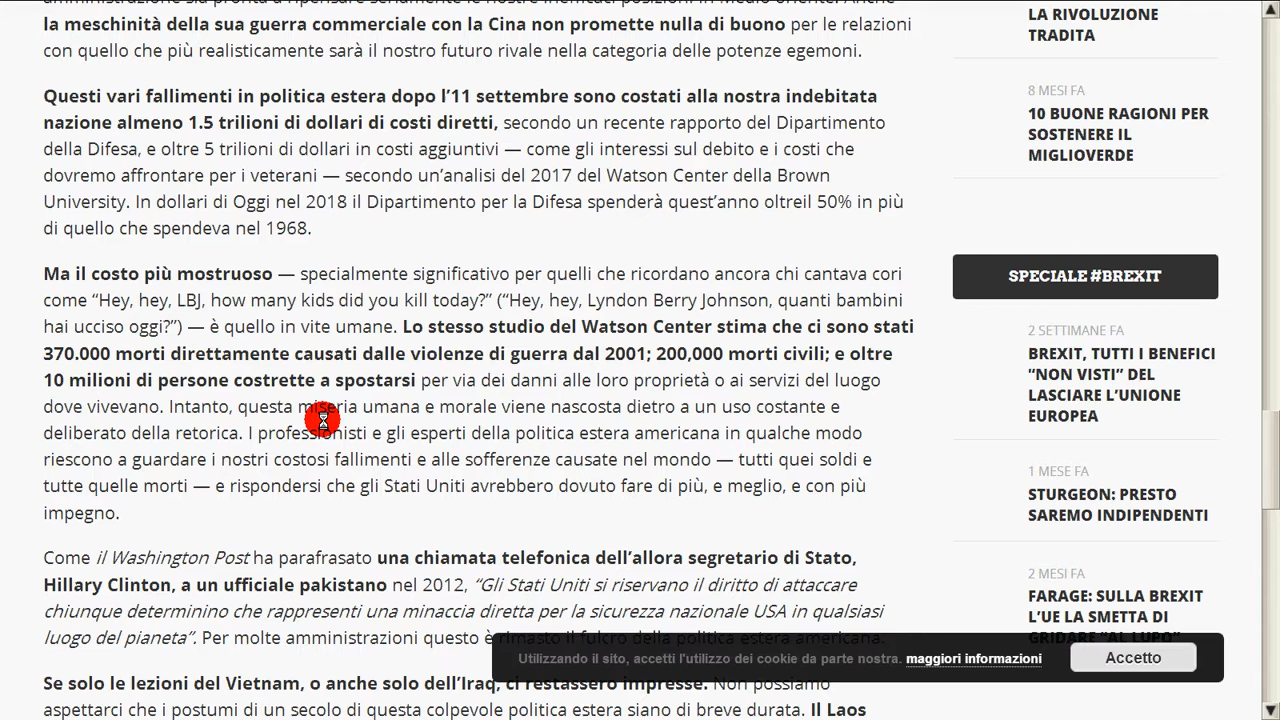 la meschinità della sua guerra commerciale con la Cina non promette nulla di buono per le relazioni
con quello che più realisticamente sarà il nostro futuro rivale nella categoria delle potenze egemoni.
Questi vari fallimenti in politica estera dopo l’11 settembre sono costati alla nostra indebitata
nazione almeno 1.5 trilioni di dollari di costi diretti, secondo un recente rapporto del Dipartimento
della Difesa, e oltre 5 trilioni di dollari in costi aggiuntivi — come gli interessi sul debito e i costi che
dovremo affrontare per i veterani — secondo un’analisi del 2017 del Watson Center della Brown
University. In dollari di Oggi nel 2018 il Dipartimento per la Difesa spenderà quest’anno oltreil 50% in più
di quello che spendeva nel 1968.
Ma il costo più mostruoso — specialmente significativo per quelli che ricordano ancora chi cantava cori
come “Hey, hey, LBJ, how many kids did you kill today?” (“Hey, hey, Lyndon Berry Johnson, quanti bambini
hai ucciso oggi?”) — è quello in vite umane. Lo stesso studio del Watson Center stima che ci sono stati
370.000 morti direttamente causati dalle violenze di guerra dal 2001; 200,000 morti civili; e oltre
10 milioni di persone costrette a spostarsi per via dei danni alle loro proprietà o ai servizi del luogo
dove vivevano. Intanto, questa miseria umana e morale viene nascosta dietro a un uso costante e
deliberato della retorica. I professionisti e gli esperti della politica estera americana in qualche modo
riescono a guardare i nostri costosi fallimenti e alle sofferenze causate nel mondo — tutti quei soldi e
tutte quelle morti — e rispondersi che gli Stati Uniti avrebbero dovuto fare di più, e meglio, e con più
impegno.
Come il Washington Post ha parafrasato una chiamata telefonica dell’allora segretario di Stato,
Hillary Clinton, a un ufficiale pakistano nel 2012, “Gli Stati Uniti si riservano il diritto di attaccare
chiunque determinino che rappresenti una minaccia diretta per la sicurezza nazionale USA in qualsiasi
luogo del pianeta”. Per molte amministrazioni questo è rimasto il fulcro della politica estera americana.
Se solo le lezioni del Vietnam, o anche solo dell’Iraq, ci restassero impresse. Non possiamo
aspettarci che i postumi di un secolo di questa colpevole politica estera siano di breve durata. Il Laos
LA RIVOLUZIONE
TRADITA
8 MESI FA
10 BUONE RAGIONI PER
SOSTENERE IL
MIGLIOVERDE
SPECIALE #BREXIT
2 SETTIMANE FA
BREXIT, TUTTI I BENEFICI
“NON VISTI” DEL
LASCIARE L’UNIONE
EUROPEA
1 MESE FA
STURGEON: PRESTO
SAREMO INDIPENDENTI
2 MESI FA
FARAGE: SULLA BREXIT
L’UE LA SMETTA DI
GRIDARE “AL LUPO”
Utilizzando il sito, accetti l'utilizzo dei cookie da parte nostra. maggiori informazioni
Accetto